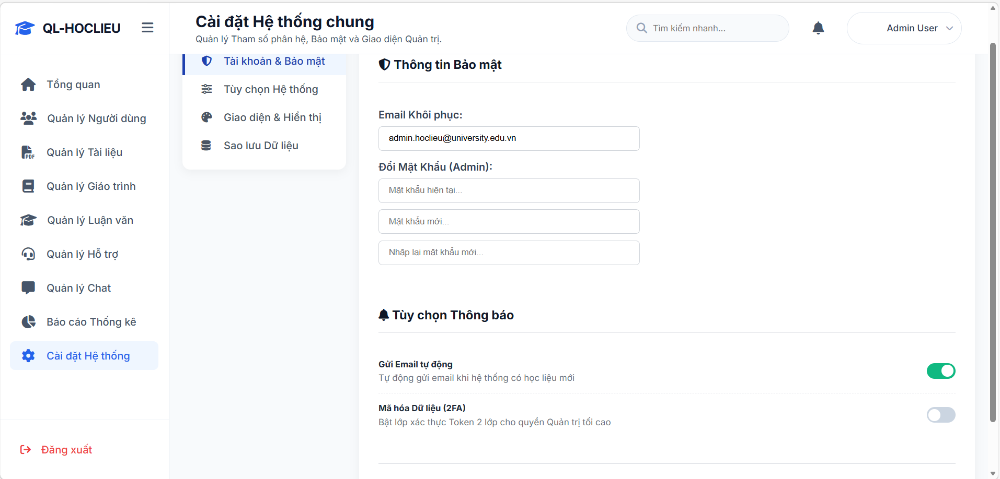 QL-HOCLIEU
Cài đặt Hệ thống chung
Quản lý Tham số phân hệ, Bảo mật và Giao diện Quản trị.
Tìm kiếm nhanh...
Admin User
Tổng quan
Quản lý Người dùng
PDF
Quản lý Tài liệu
Quản lý Giáo trình
Quản lý Luận văn
Quản lý Hỗ trợ
Quản lý Chat
Báo cáo Thống kê
Cài đặt Hệ thống
Đăng xuất
Tài khoản & Bảo mật
Tùy chọn Hệ thống
Giao diện & Hiển thị
Sao lưu Dữ liệu
Thông tin Bảo mật
Email Khôi phục:
admin.hoclieu@university.edu.vn
Đổi Mật Khẩu (Admin):
Mật khẩu hiện tại...
Mật khẩu mới...
Nhập lại mật khẩu mới...
Tùy chọn Thông báo
Gửi Email tự động
Tự động gửi email khi hệ thống có học liệu mới
Mã hóa Dữ liệu (2FA)
Bật lớp xác thực Token 2 lớp cho quyền Quản trị tối cao